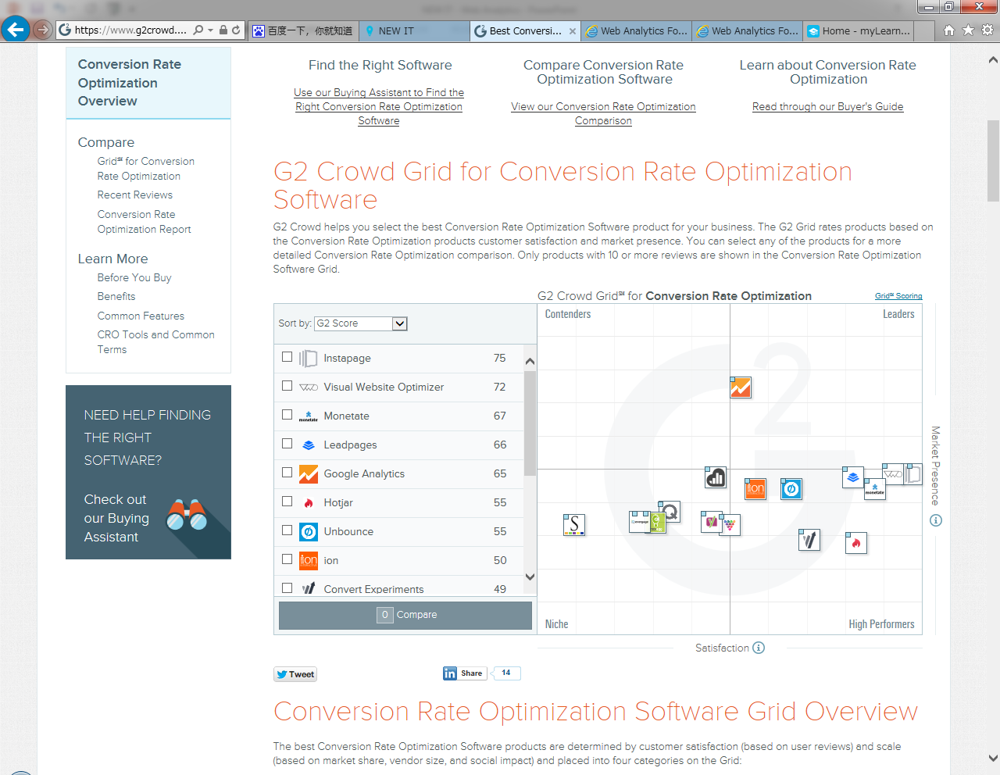 https://www.g2crowd....
百度一下，你就知道
NEW IT
Best Conversi...
Web Analytics Fo...
Web Analytics Fo...
Home - myLearn...
Conversion Rate
Optimization
Overview
Compare
Grid℠ for Conversion
Rate Optimization
Recent Reviews
Conversion Rate
Optimization Report
Learn More
Before You Buy
Benefits
Common Features
CRO Tools and Common
Terms
NEED HELP FINDING
THE RIGHT
SOFTWARE?
Check out
our Buying
Assistant
Find the Right Software
Use our Buying Assistant to Find the
Right Conversion Rate Optimization
Software
Compare Conversion Rate
Optimization Software
View our Conversion Rate Optimization
Comparison
Learn about Conversion Rate
Optimization
Read through our Buyer's Guide
G2 Crowd Grid for Conversion Rate Optimization
Software
G2 Crowd helps you select the best Conversion Rate Optimization Software product for your business. The G2 Grid rates products based on
the Conversion Rate Optimization products customer satisfaction and market presence. You can select any of the products for a more
detailed Conversion Rate Optimization comparison. Only products with 10 or more reviews are shown in the Conversion Rate Optimization
Software Grid.
G2 Crowd Grid℠ for Conversion Rate Optimization
Grid℠ Scoring
Sort by: G2 Score
Instapage 75
Visual Website Optimizer 72
monetate Monetate 67
Leadpages 66
Google Analytics 65
Hotjar 55
Unbounce 55
ion ion 50
Convert Experiments 49
0 Compare
Contenders
Leaders
G2
ion
monetate
S
Niche
High Performers
Market Presence
Satisfaction
Tweet
in Share 14
Conversion Rate Optimization Software Grid Overview
The best Conversion Rate Optimization Software products are determined by customer satisfaction (based on user reviews) and scale
(based on market share, vendor size, and social impact) and placed into four categories on the Grid: